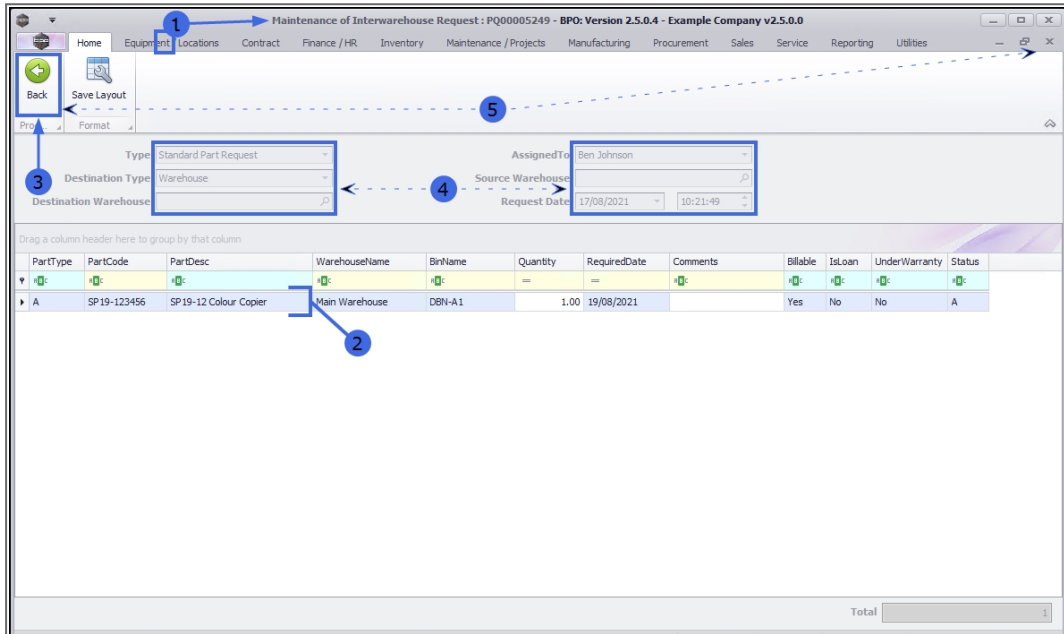 1
Maintenance of Interwarehouse Request : PQ00005249 - BPO: Version 2.5.0.4 - Example Company v2.5.0.0
Home Equipment / Locations Contract Finance / HR Inventory Maintenance / Projects Manufacturing Procurement Sales Service Reporting Utilities
Back Save Layout
5
Pro... Format
3
4
Type Standard Part Request AssignedTo Ben Johnson
Destination Type Warehouse Source Warehouse
Destination Warehouse Request Date 17/08/2021 10:21:49
Drag a column header here to group by that column
PartType PartCode PartDesc WarehouseName BinName Quantity RequiredDate Comments Billable IsLoan UnderWarranty Status
A SP19-123456 SP19-12 Colour Copier Main Warehouse DBN-A1 1.00 19/08/2021 Yes No No A
2
Total 1